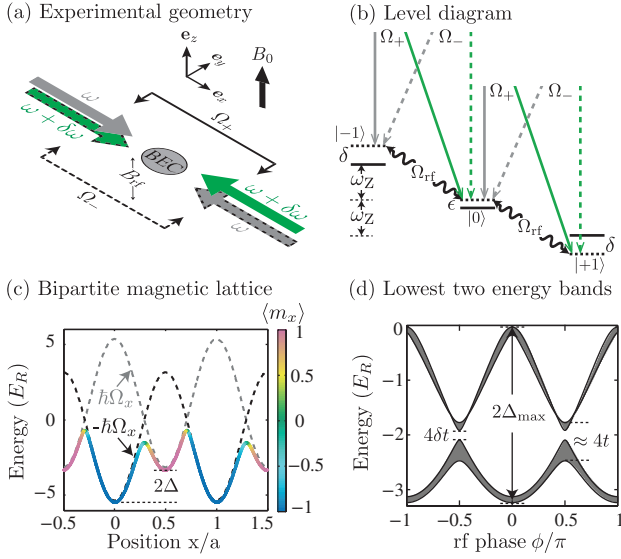 (a) Experimental geometry
e_z
e_y
e_x
B_0
ω
ω + δω
Ω_+
BEC
B_rf
Ω_-
ω + δω
ω
(b) Level diagram
Ω_+
Ω_-
|-1⟩
δ
ω_Z
ω_Z
Ω_rf
ϵ
|0⟩
Ω_+
Ω_-
Ω_rf
δ
|+1⟩
(c) Bipartite magnetic lattice
⟨m_x⟩
Energy (E_R)
5
0
-5
ħΩ_x
-ħΩ_x
2Δ
-0.5
0
0.5
1
1.5
Position x/a
1
0.5
0
-0.5
-1
(d) Lowest two energy bands
Energy (E_R)
0
-1
-2
-3
4δt
2Δ_max
≈ 4t
-1
-0.5
0
0.5
1
rf phase ϕ/π